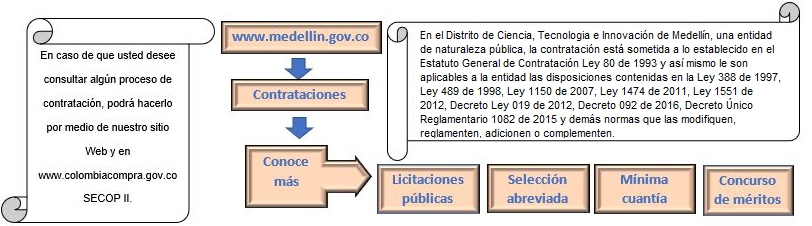 En caso de que usted desee
consultar algún proceso de
contratación, podrá hacerlo
por medio de nuestro sitio
Web y en
www.colombiacompra.gov.co
SECOP II.
www.medellin.gov.co
Contrataciones
Conoce
más
En el Distrito de Ciencia, Tecnologia e Innovación de Medellín, una entidad
de naturaleza pública, la contratación está sometida a lo establecido en el
Estatuto General de Contratación Ley 80 de 1993 y así mismo le son
aplicables a la entidad las disposiciones contenidas en la Ley 388 de 1997,
Ley 489 de 1998, Ley 1150 de 2007, Ley 1474 de 2011, Ley 1551 de
2012, Decreto Ley 019 de 2012, Decreto 092 de 2016, Decreto Único
Reglamentario 1082 de 2015 y demás normas que las modifiquen,
reglamenten, adicionen o complementen.
Licitaciones
públicas
Selección
abreviada
Mínima
cuantía
Concurso
de méritos